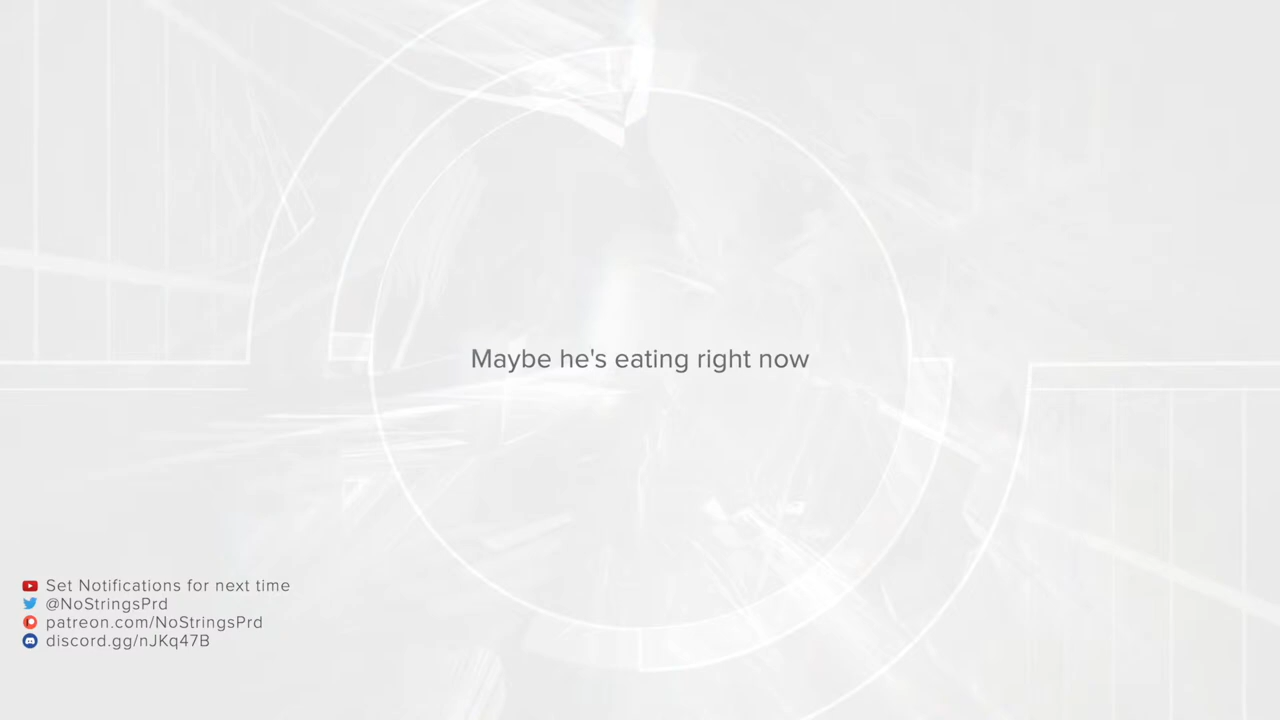 Maybe he's eating right now
Set Notifications for next time
@NoStringsPrd
patreon.com/NoStringsPrd
discord.gg/nJKq47B